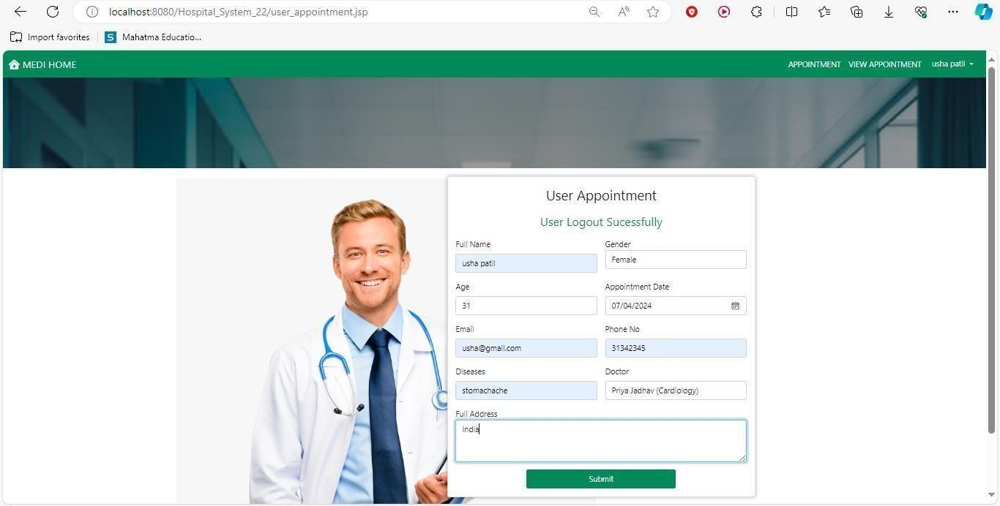 localhost:8080/Hospital_System_22/user_appointment.jsp
Import favorites
S Mahatma Educatio...
MEDI HOME
APPOINTMENT VIEW APPOINTMENT usha patil
User Appointment
User Logout Sucessfully
Full Name Gender
usha patil Female
Age Appointment Date
31 07/04/2024
Email Phone No
usha@gmail.com 31342345
Diseases Doctor
stomachache Priya Jadhav (Cardiology)
Full Address
India
Submit